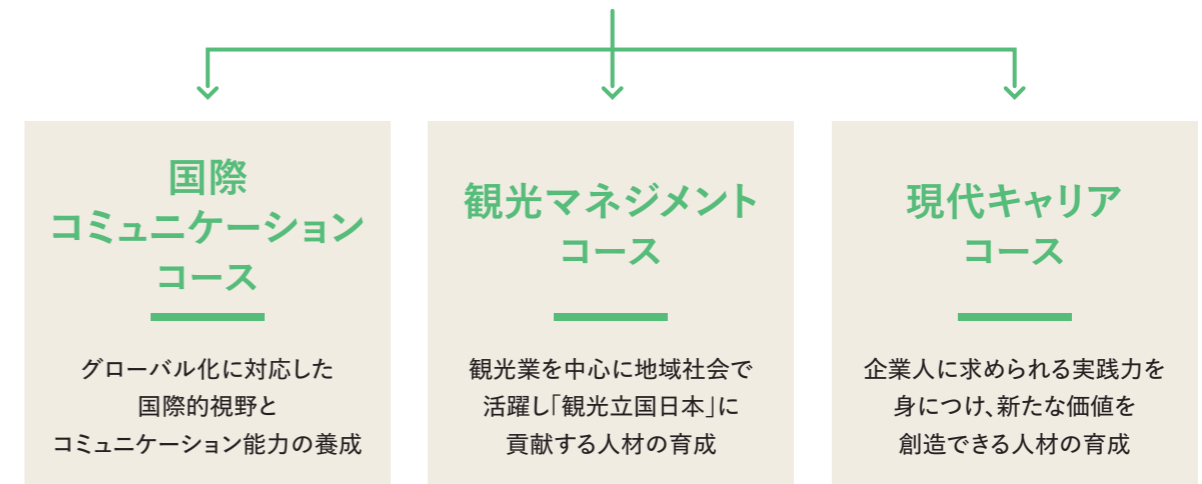 国際
コミュニケーション
コース
グローバル化に対応した
国際的視野と
コミュニケーション能力の養成
観光マネジメント
コース
観光業を中心に地域社会で
活躍し「観光立国日本」に
貢献する人材の育成
現代キャリア
コース
企業人に求められる実践力を
身につけ、新たな価値を
創造できる人材の育成